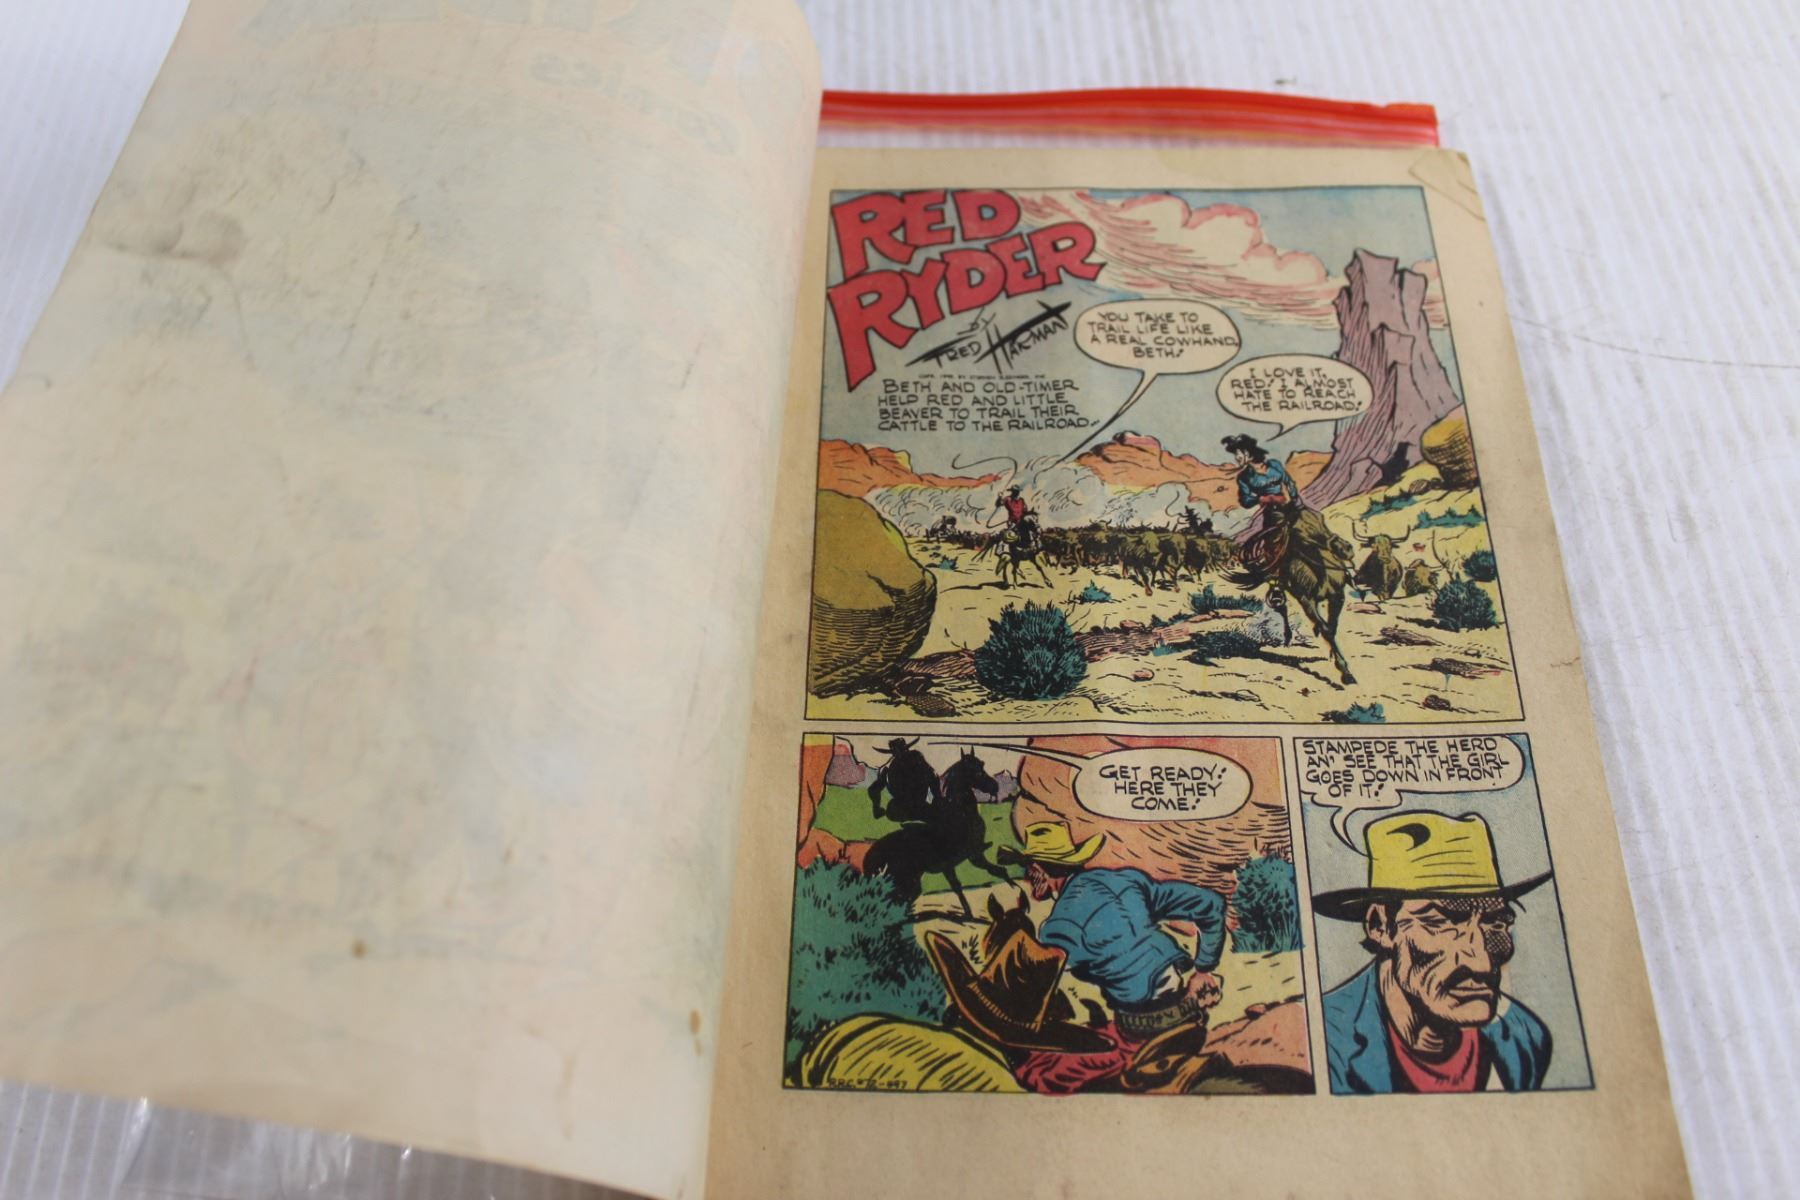 RED
RYDER
BY
FRED HARMAN
BETH AND OLD-TIMER
HELP RED AND LITTLE
BEAVER TO TRAIL THEIR
CATTLE TO THE RAILROAD--
YOU TAKE TO
TRAIL LIFE LIKE
A REAL COWHAND,
BETH!
I LOVE IT,
RED! I ALMOST
HATE TO REACH
THE RAILROAD!
GET READY!
HERE THEY
COME!
STAMPEDE THE HERD
AN' SEE THAT THE GIRL
GOES DOWN IN FRONT
OF IT!